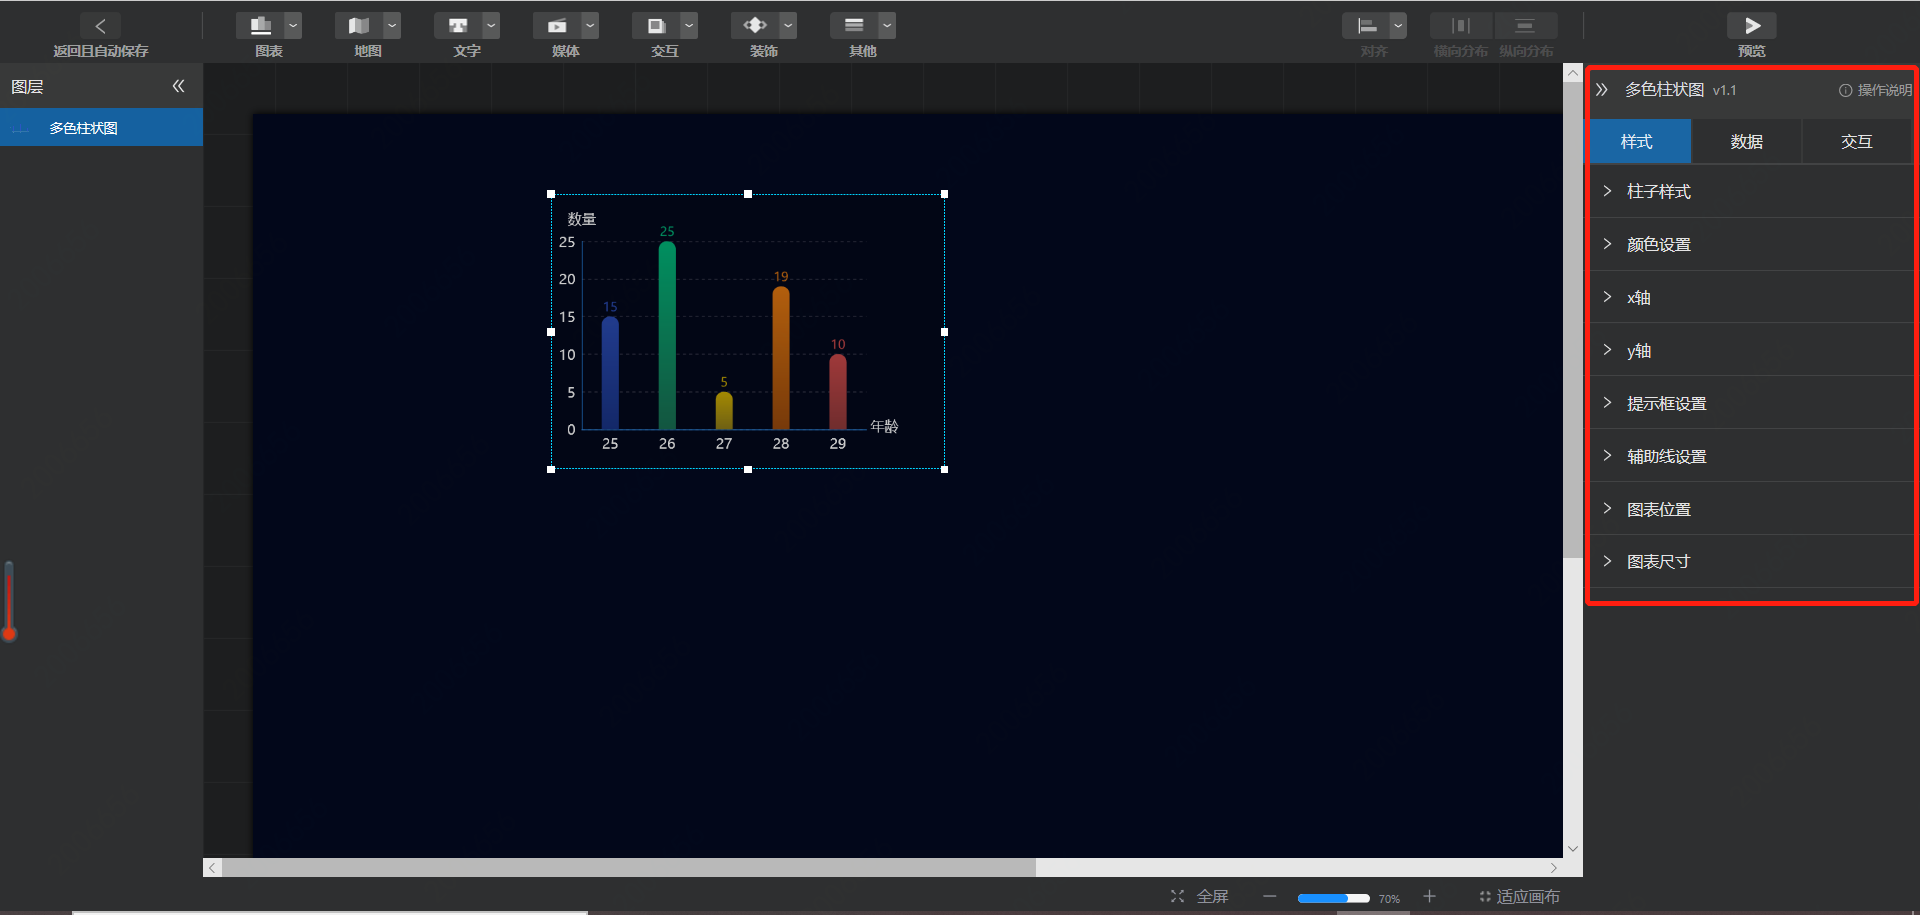 返回且自动保存
图表
地图
文字
媒体
交互
装饰
其他
对齐
横向分布
纵向分布
预览
图层
多色柱状图
数量
25
20
15
10
5
0
15
25
5
19
10
25 26 27 28 29
年龄
多色柱状图 v1.1 操作说明
样式 数据 交互
柱子样式
颜色设置
x轴
y轴
提示框设置
辅助线设置
图表位置
图表尺寸
全屏 70% 适应画布